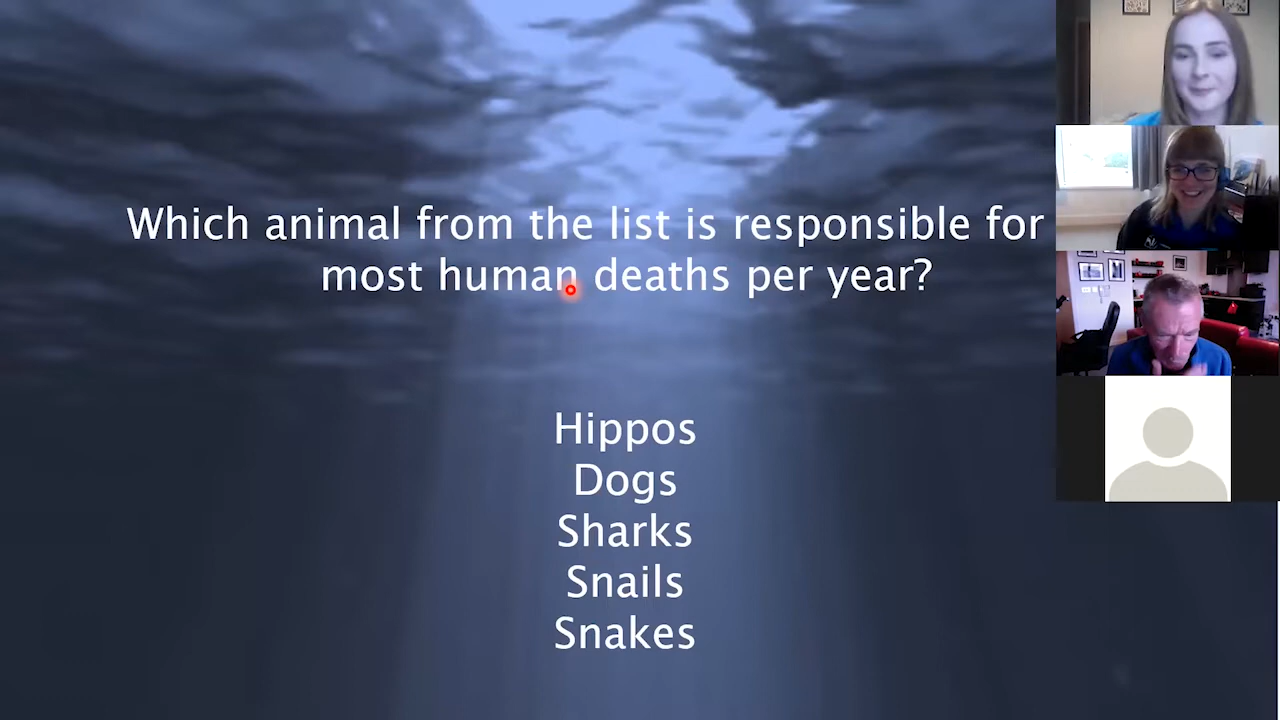 Which animal from the list is responsible for
most human deaths per year?
Hippos
Dogs
Sharks
Snails
Snakes